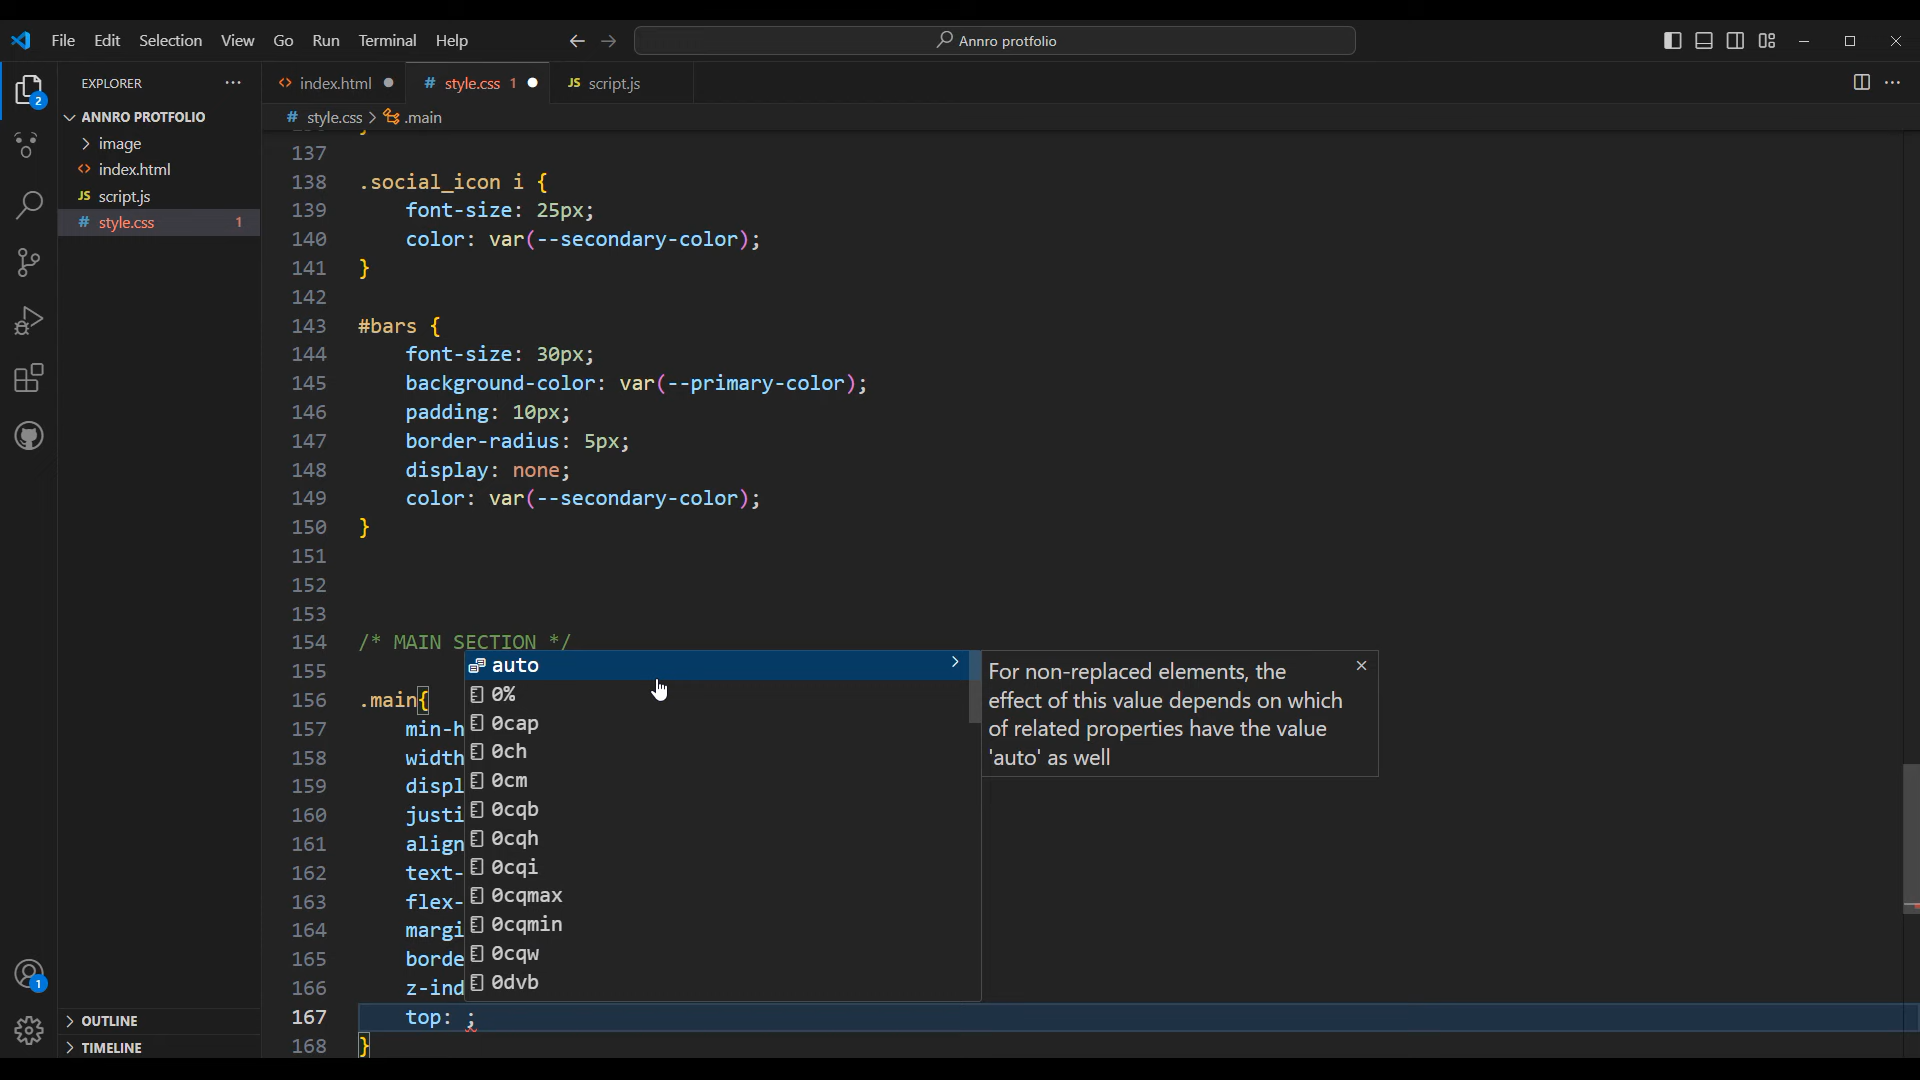 File Edit Selection View Go Run Terminal Help
Annro protfolio
EXPLORER
index.html
style.css 1
JS script.js
2
ANNRO PROTFOLIO
image
index.html
JS script.js
style.css 1
style.css > .main
137
138 .social_icon i {
139 font-size: 25px;
140 color: var(--secondary-color);
141 }
142
143 #bars {
144 font-size: 30px;
145 background-color: var(--primary-color);
146 padding: 10px;
147 border-radius: 5px;
148 display: none;
149 color: var(--secondary-color);
150 }
151
152
153
154 /* MAIN SECTION */
155
156 .main{
157 min-h
158 width
159 displ
160 justi
161 align
162 text-
163 flex-
164 margi
165 borde
166 z-ind
167 top: ;
168 }
auto
0%
0cap
0ch
0cm
0cqb
0cqh
0cqi
0cqmax
0cqmin
0cqw
0dvb
For non-replaced elements, the
effect of this value depends on which
of related properties have the value
'auto' as well
1
OUTLINE
TIMELINE